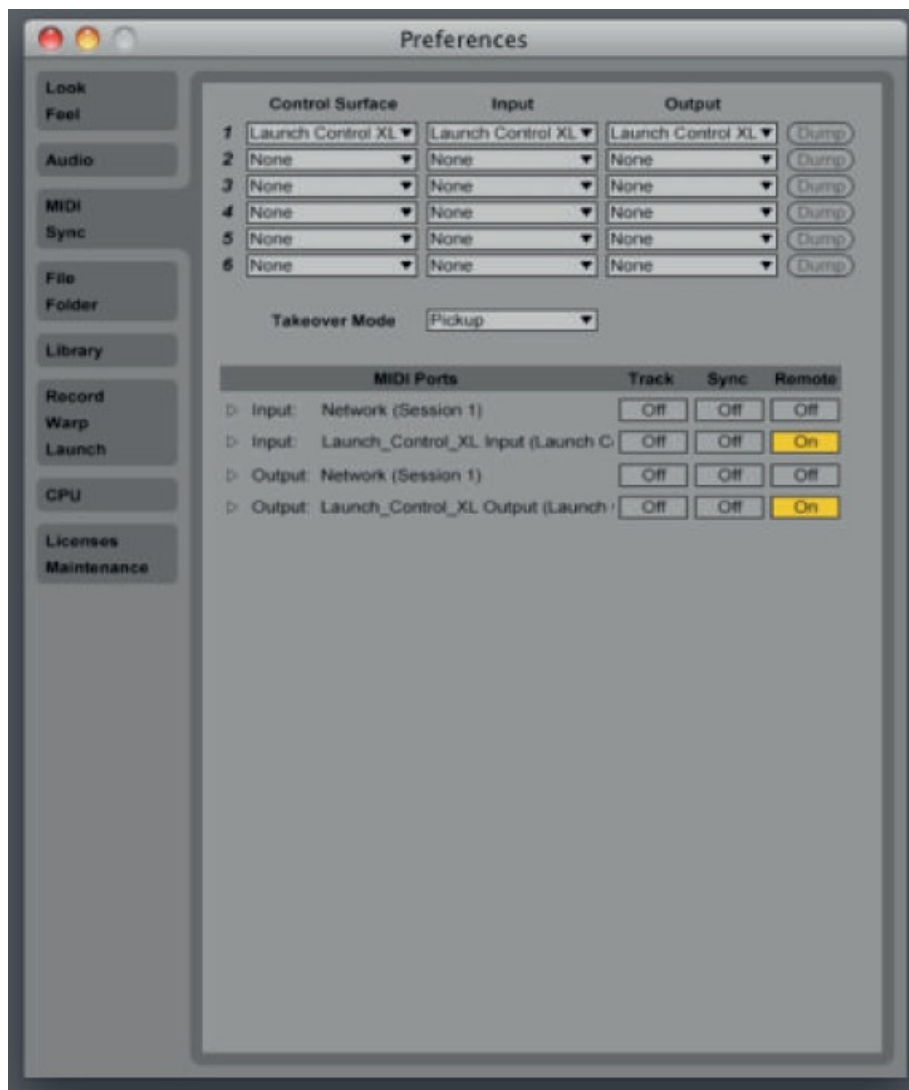 Preferences
Look
Feel
Audio
MIDI
Sync
File
Folder
Library
Record
Warp
Launch
CPU
Licenses
Maintenance
Control Surface Input Output
1 Launch Control XL Launch Control XL Launch Control XL Dump
2 None None None Dump
3 None None None Dump
4 None None None Dump
5 None None None Dump
6 None None None Dump
Takeover Mode Pickup
MIDI Ports Track Sync Remote
Input: Network (Session 1) Off Off Off
Input: Launch_Control_XL Input (Launch C Off Off On
Output: Network (Session 1) Off Off Off
Output: Launch_Control_XL Output (Launch Off Off On